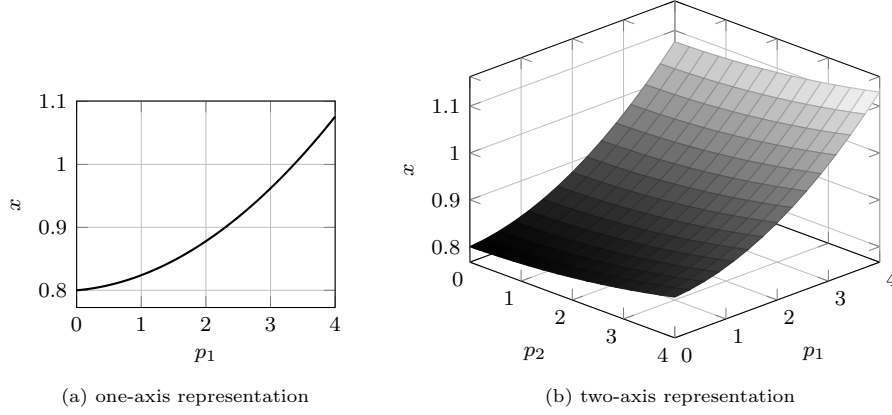 1.1
1
0.9
0.8
x
0 1 2 3 4
p1
(a) one-axis representation
1.1
1
0.9
0.8
x
0
1
2
3
4
p2
0
1
2
3
4
p1
(b) two-axis representation